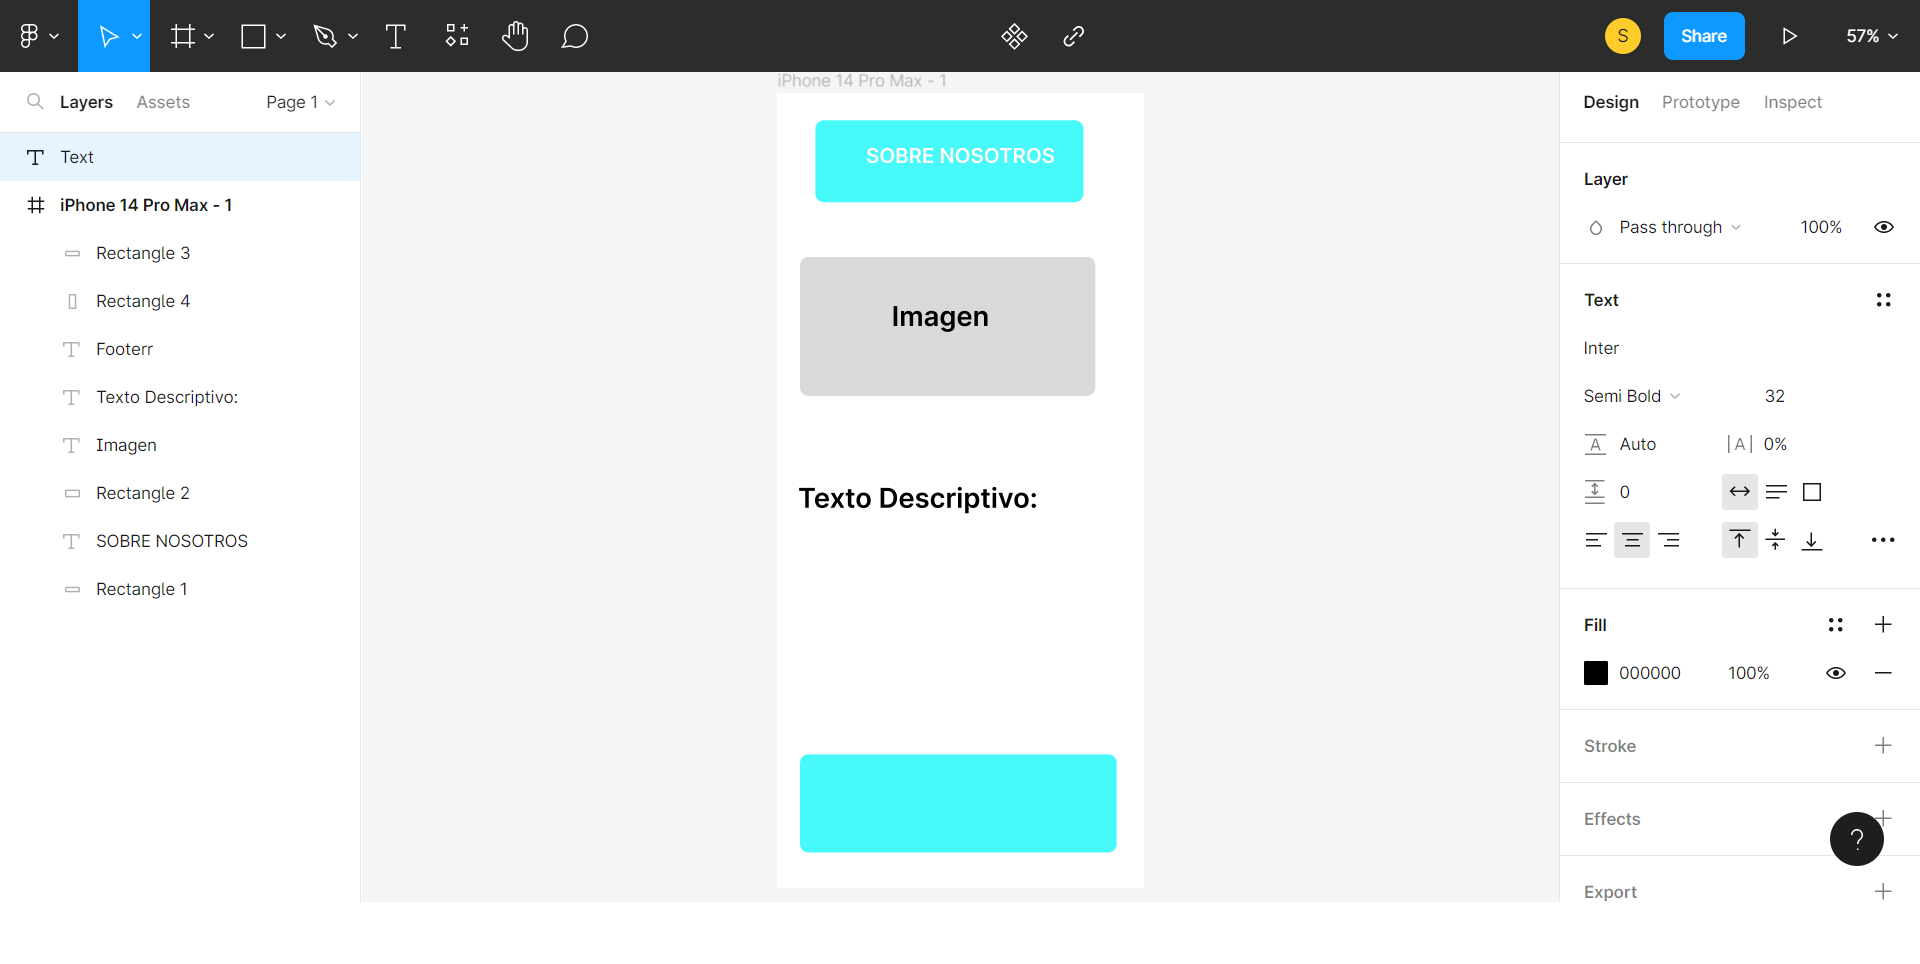 S
Share
57%
Layers
Assets
Page 1
Text
iPhone 14 Pro Max - 1
Rectangle 3
Rectangle 4
Footerr
Texto Descriptivo:
Imagen
Rectangle 2
SOBRE NOSOTROS
Rectangle 1
iPhone 14 Pro Max - 1
SOBRE NOSOTROS
Imagen
Texto Descriptivo:
Design
Prototype
Inspect
Layer
Pass through
100%
Text
Inter
Semi Bold
32
Auto
0%
0
Fill
000000
100%
Stroke
Effects
?
Export